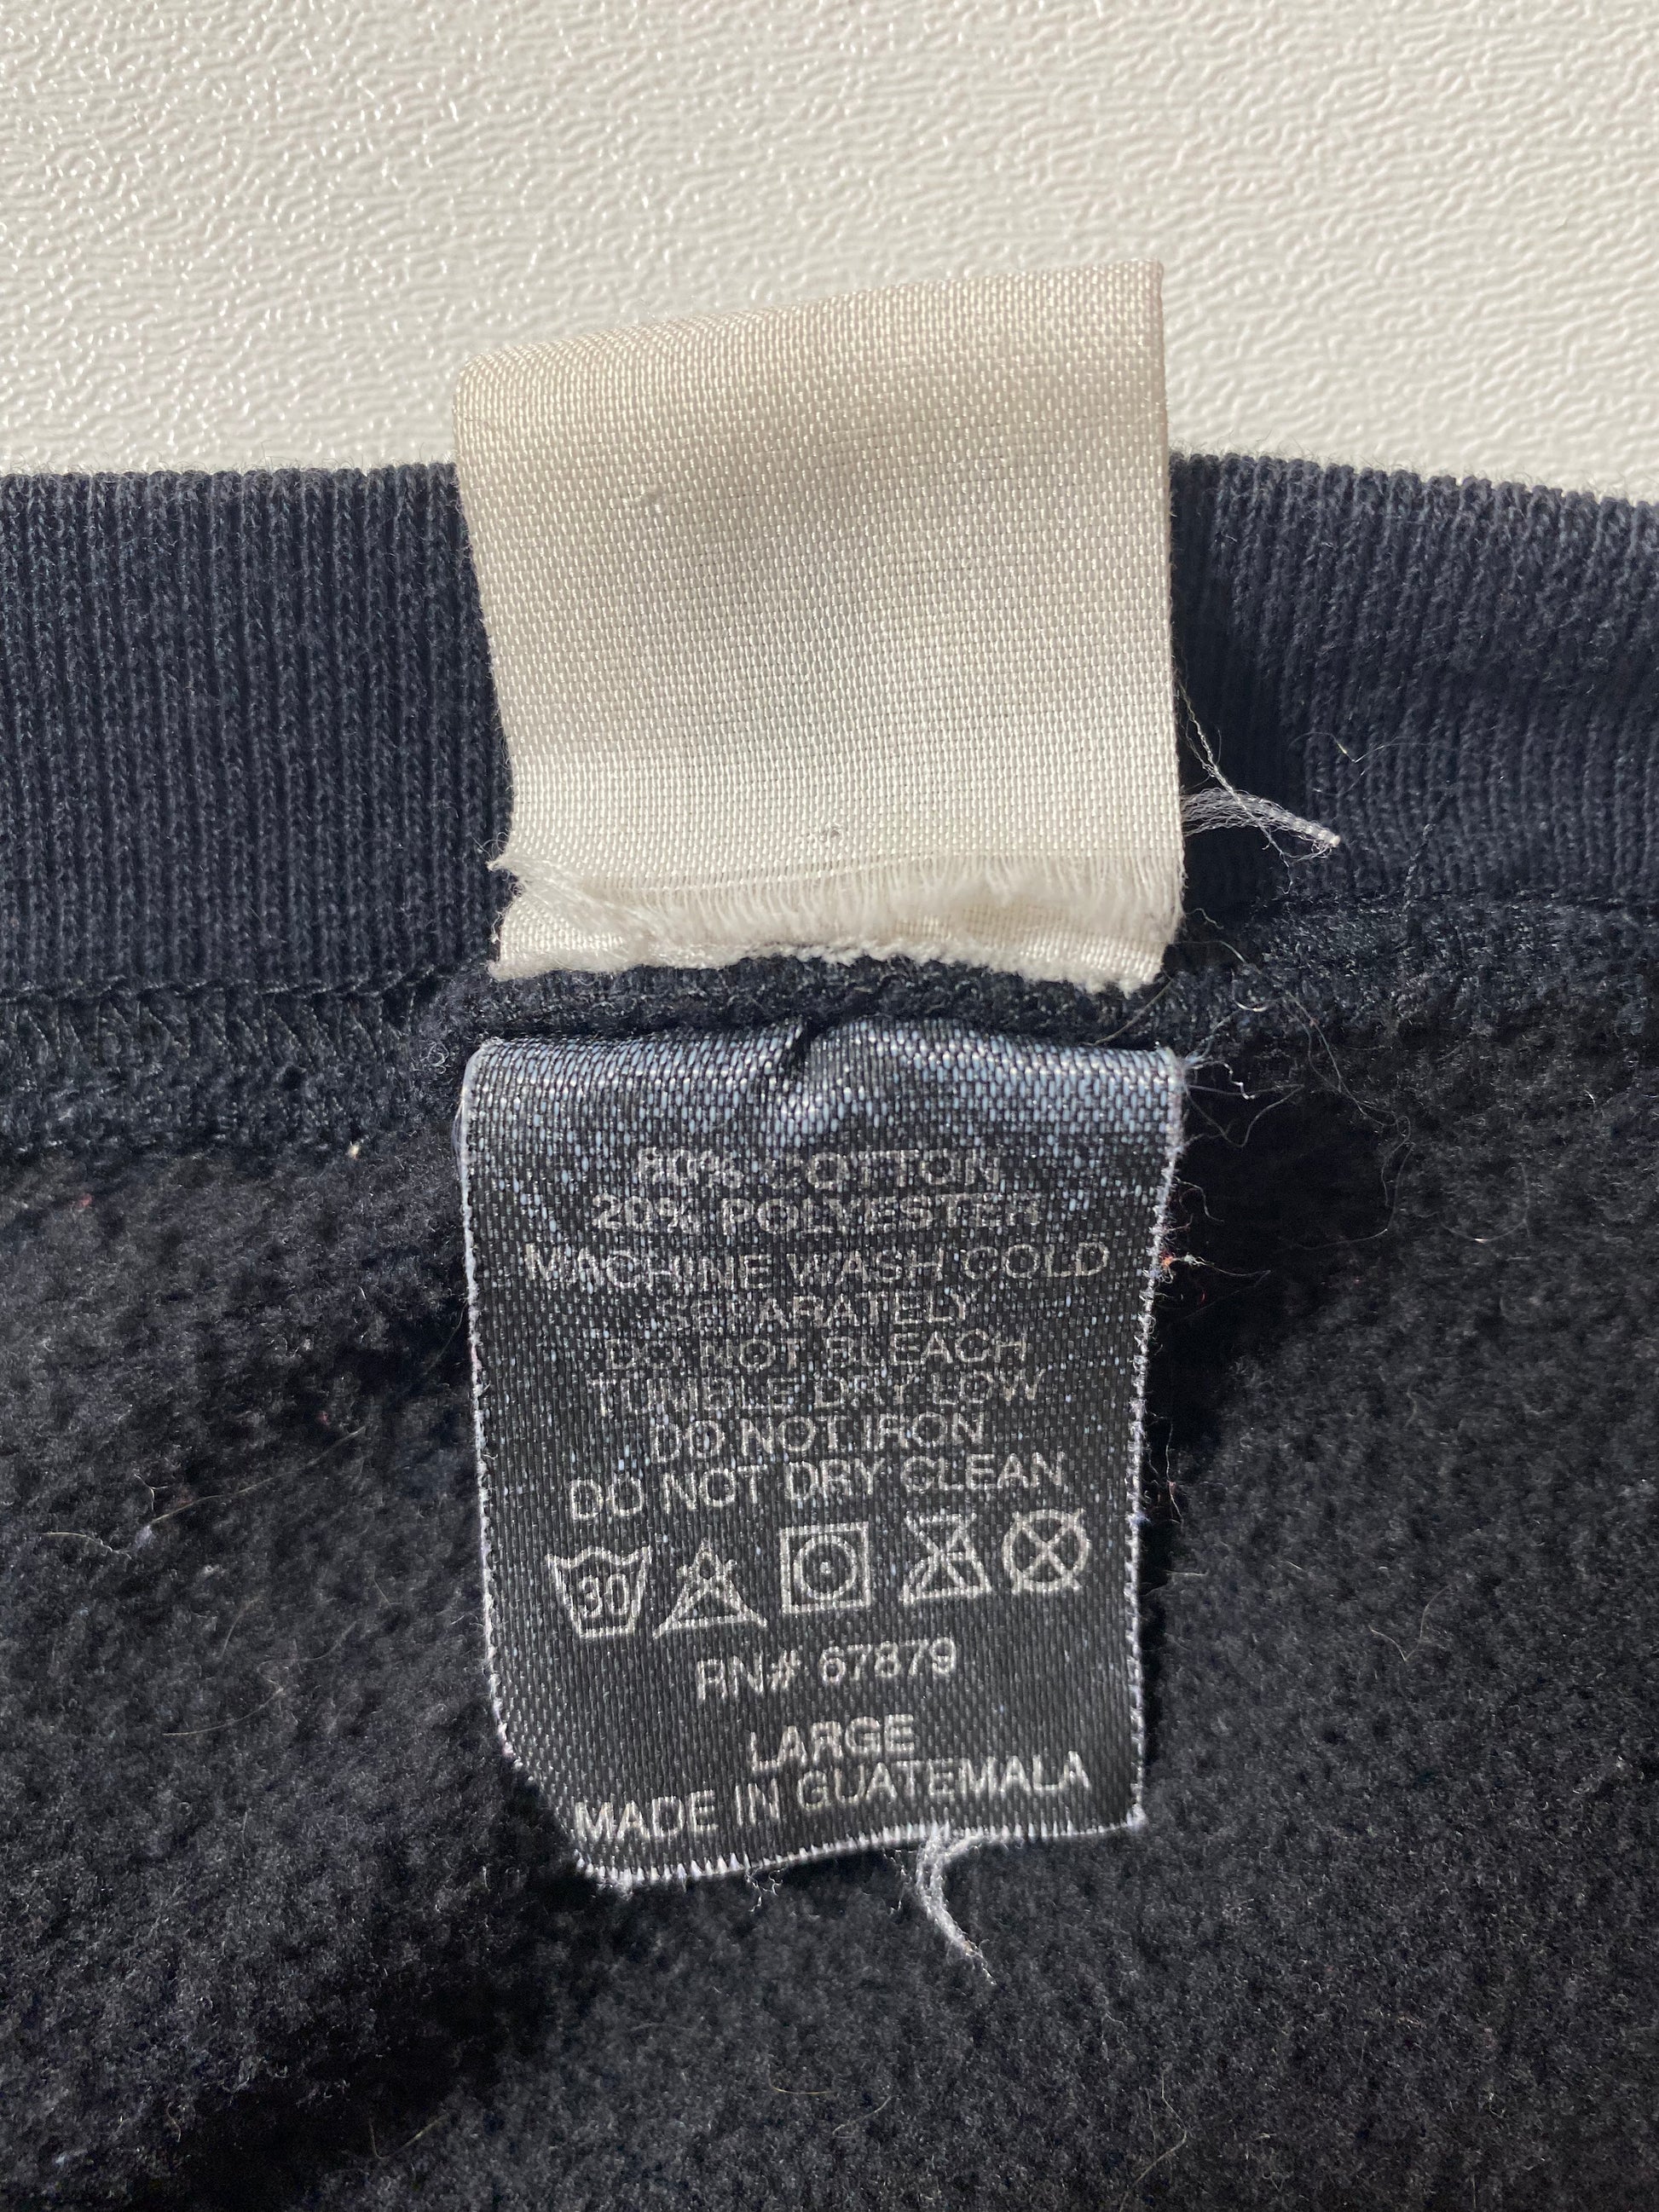 80% COTTON
20% POLYESTER
MACHINE WASH COLD
SEPARATELY
DO NOT BLEACH
TUMBLE DRY LOW
DO NOT IRON
DO NOT DRY CLEAN
30
RN# 67879
LARGE
MADE IN GUATEMALA